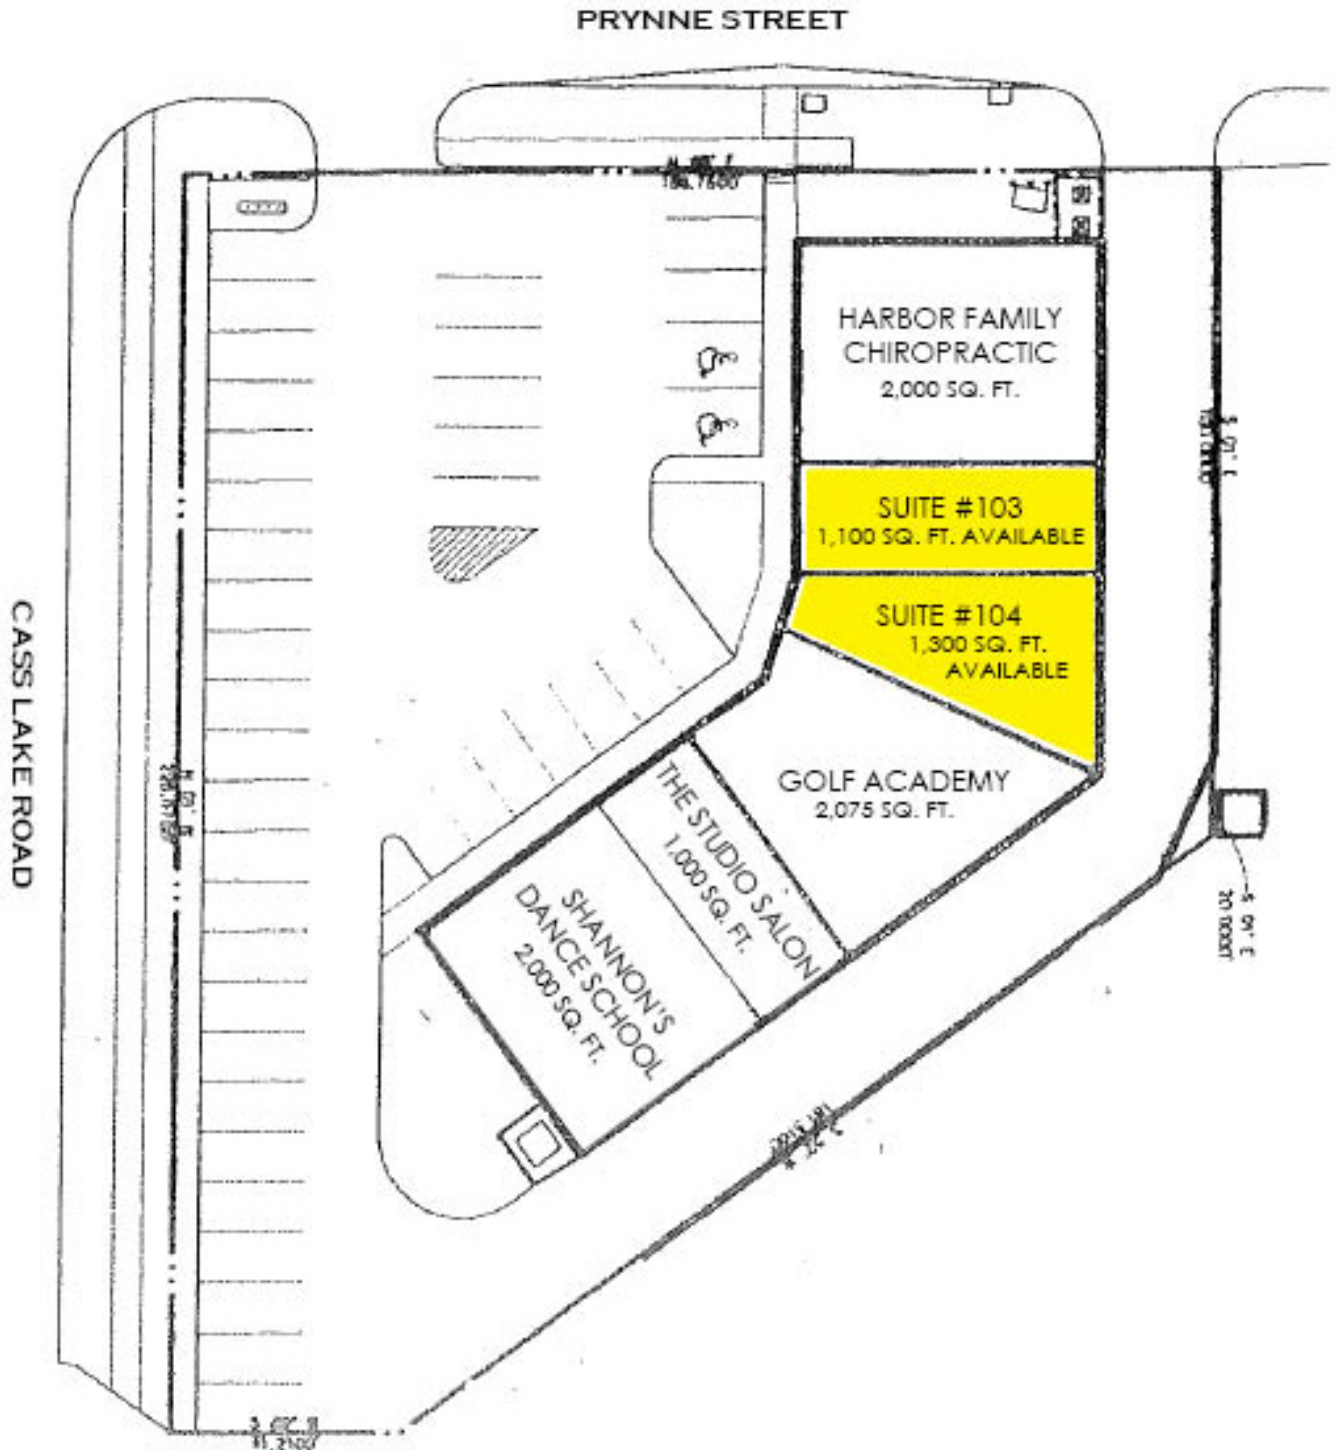 PRYNNE STREET
HARBOR FAMILY
CHIROPRACTIC
2,000 SQ. FT.
SUITE #103
1,100 SQ. FT. AVAILABLE
SUITE #104
1,300 SQ. FT.
AVAILABLE
GOLF ACADEMY
2,075 SQ. FT.
THE STUDIO SALON
1,000 SQ. FT.
SHANNON'S
DANCE SCHOOL
2,000 SQ. FT.
CASS LAKE ROAD